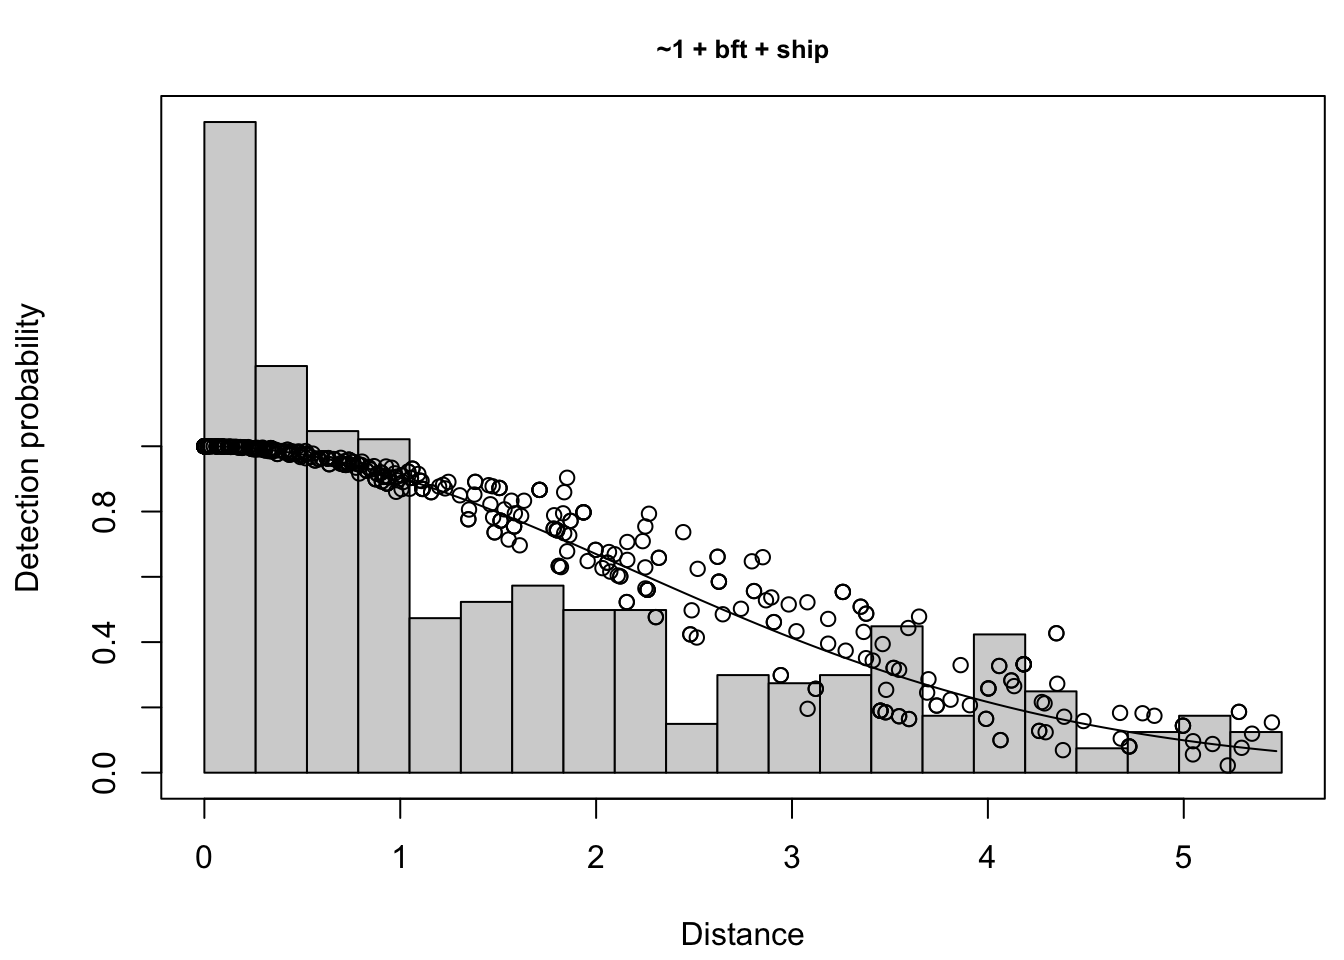 ~1 + bft + ship
Detection probability
0.8
0.4
0.0
0 1 2 3 4 5
Distance